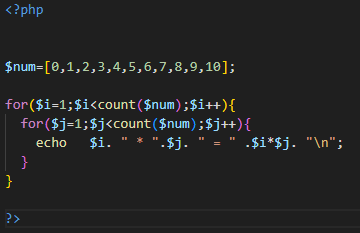 <?php
$num=[0,1,2,3,4,5,6,7,8,9,10];
for($i=1;$i<count($num);$i++){
  for($j=1;$j<count($num);$j++){
    echo   $i. " * ".$j. " = " .$i*$j. "\n";
  }
}
?>